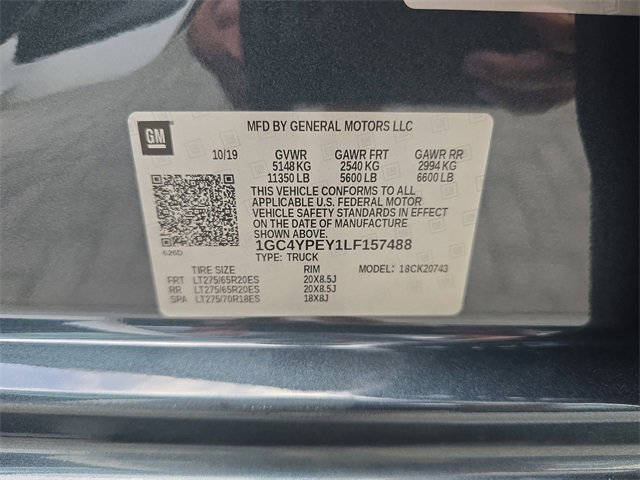 GM
MFD BY GENERAL MOTORS LLC
10/19 GVWR GAWR FRT GAWR RR
5148 KG 2540 KG 2994 KG
11350 LB 5600 LB 6600 LB
THIS VEHICLE CONFORMS TO ALL
APPLICABLE U.S. FEDERAL MOTOR
VEHICLE SAFETY STANDARDS IN EFFECT
ON THE DATE OF MANUFACTURE
SHOWN ABOVE.
626D
1GC4YPEY1LF157488
TYPE: TRUCK
TIRE SIZE RIM MODEL: 18CK20743
FRT LT275/65R20ES 20X8.5J
RR LT275/65R20ES 20X8.5J
SPA LT275/70R18ES 18X8J